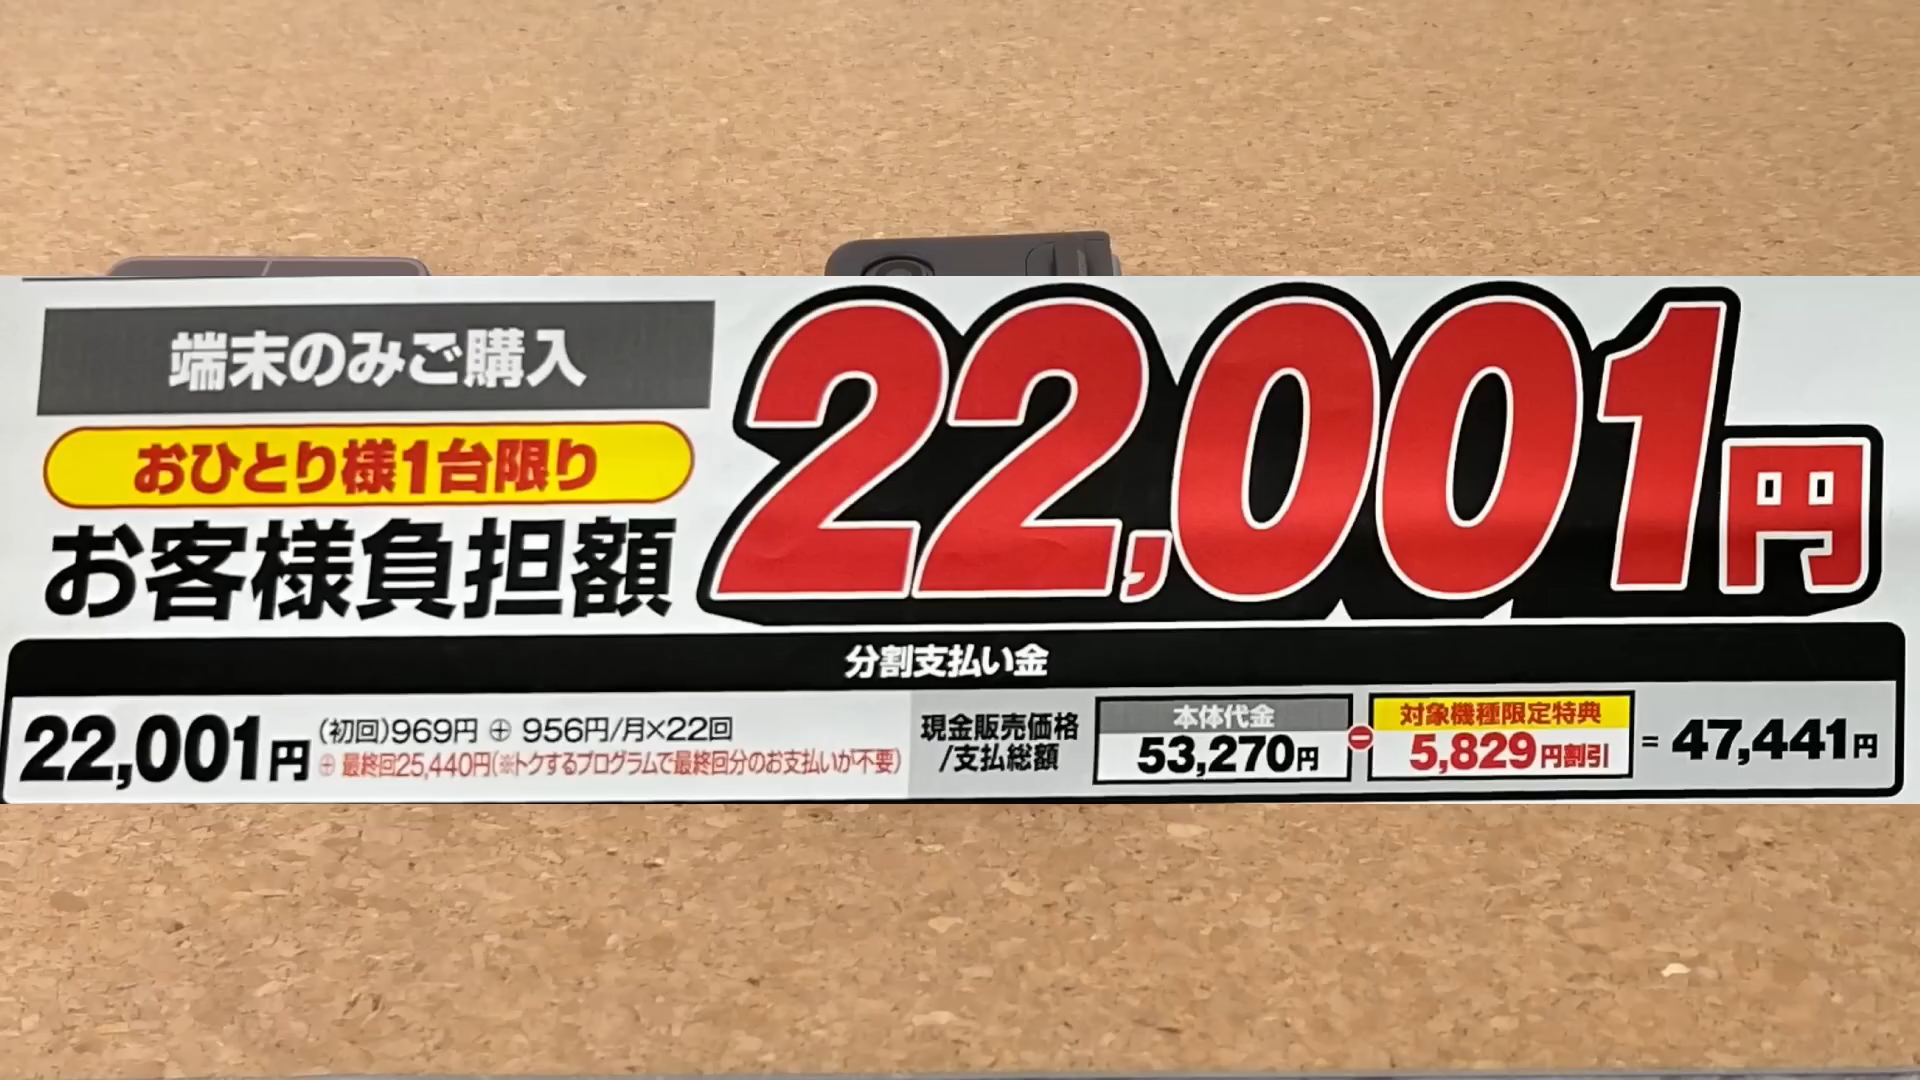 端末のみご購入
おひとり様1台限り
お客様負担額
22,001円
分割支払い金
22,001円
(初回)969円 ⊕ 956円/月×22回
⊕ 最終回25,440円(※トクするプログラムで最終回分のお支払いが不要)
現金販売価格
/支払総額
本体代金
53,270円
⊖
対象機種限定特典
5,829円割引
= 47,441円